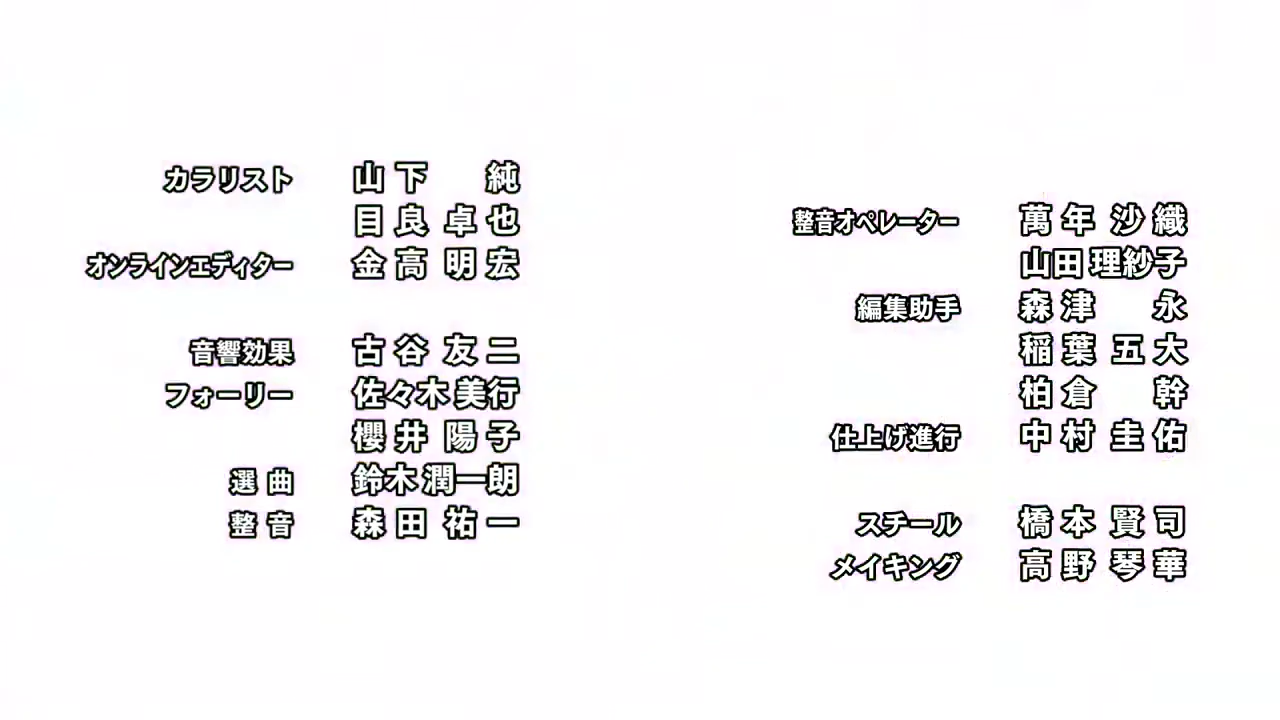 カラリスト 山下 純
目良卓也
オンラインエディター 金高明宏
音響効果 古谷友二
フォーリー 佐々木美行
櫻井陽子
選曲 鈴木潤一朗
整音 森田祐一
整音オペレーター 萬年沙織
山田理紗子
編集助手 森津 永
稲葉五大
柏倉 幹
仕上げ進行 中村圭佑
スチール 橋本賢司
メイキング 高野琴華